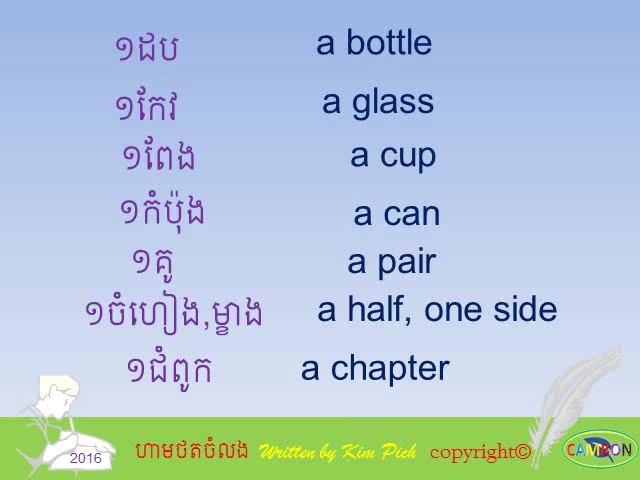 ១ដប a bottle
១កែវ a glass
១ពែង a cup
១កំប៉ុង a can
១គូ a pair
១ចំហៀង,ម្ខាង a half, one side
១ជំពូក a chapter
2016 ហាមថតចំលង Written by Kim Pich copyright© CAMBON